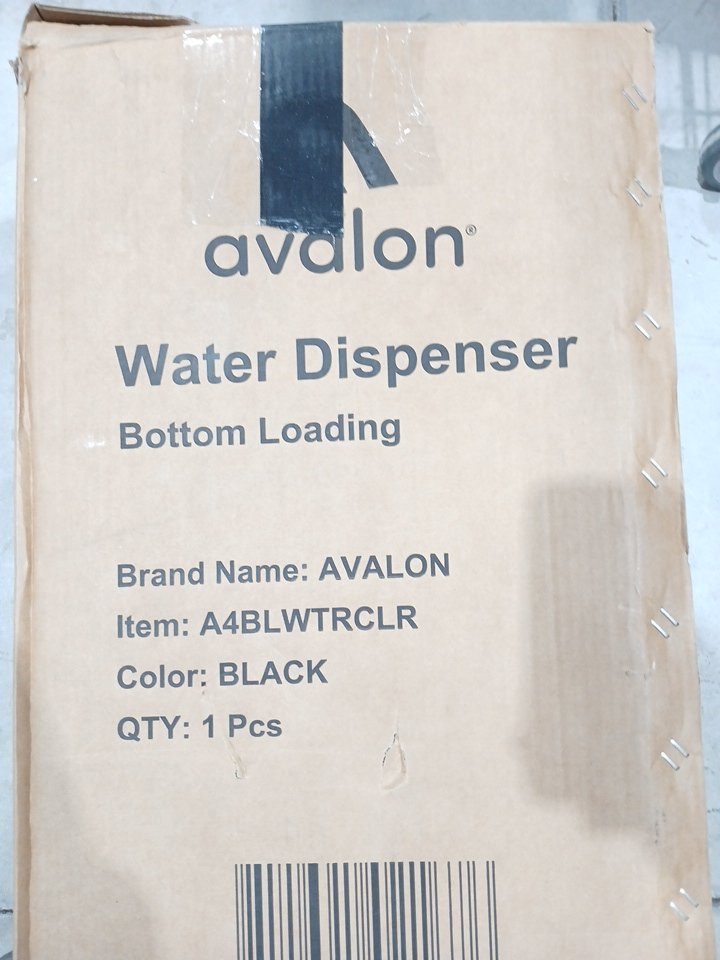 avalon®
Water Dispenser
Bottom Loading
Brand Name: AVALON
Item: A4BLWTRCLR
Color: BLACK
QTY: 1 Pcs